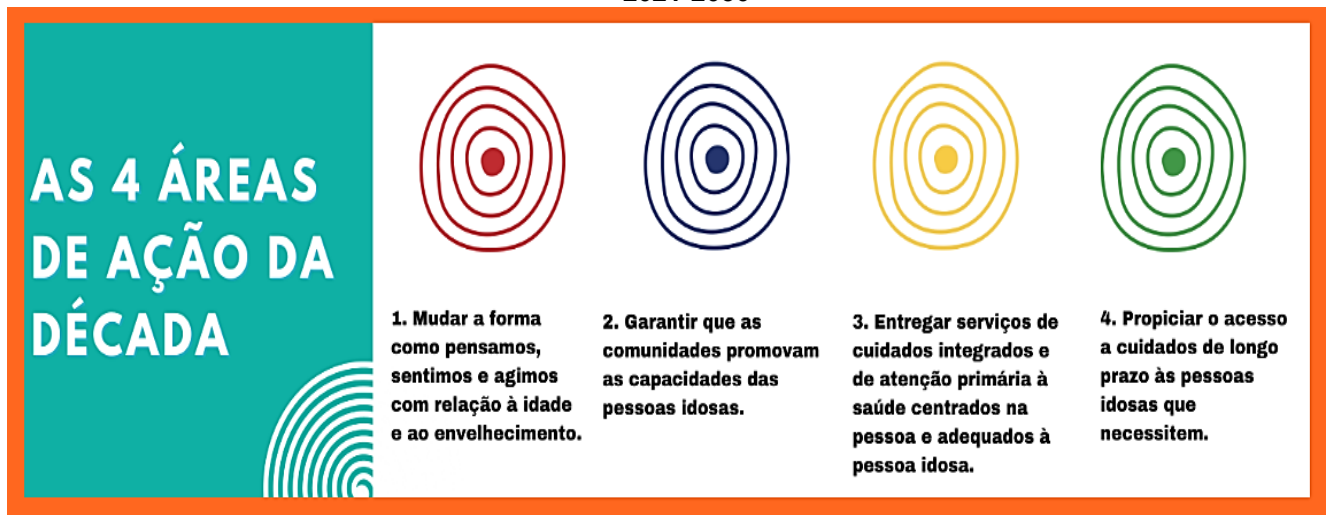 AS 4 ÁREAS
DE AÇÃO DA
DÉCADA
1. Mudar a forma
como pensamos,
sentimos e agimos
com relação à idade
e ao envelhecimento.
2. Garantir que as
comunidades promovam
as capacidades das
pessoas idosas.
3. Entregar serviços de
cuidados integrados e
de atenção primária à
saúde centrados na
pessoa e adequados à
pessoa idosa.
4. Propiciar o acesso
a cuidados de longo
prazo às pessoas
idosas que
necessitem.